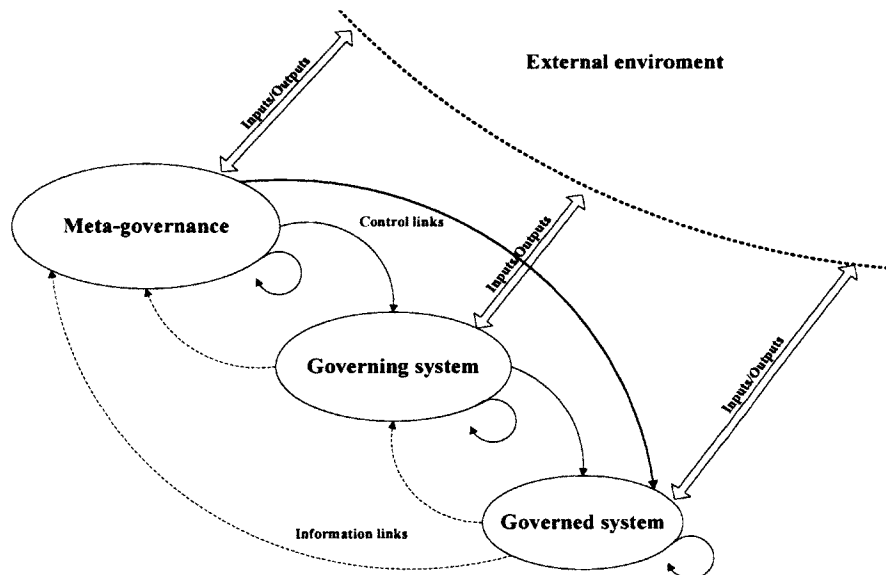 External enviroment
Inputs/Outputs
Meta-governance
Control links
Inputs/Outputs
Governing system
Inputs/Outputs
Governed system
Information links